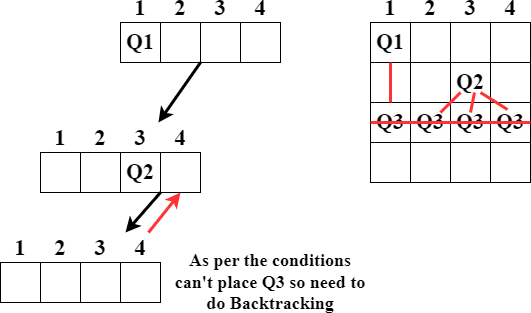 1 2 3 4
Q1
1 2 3 4
Q2
1 2 3 4
As per the conditions
can't place Q3 so need to
do Backtracking
1 2 3 4
Q1
Q2
Q3 Q3 Q3 Q3